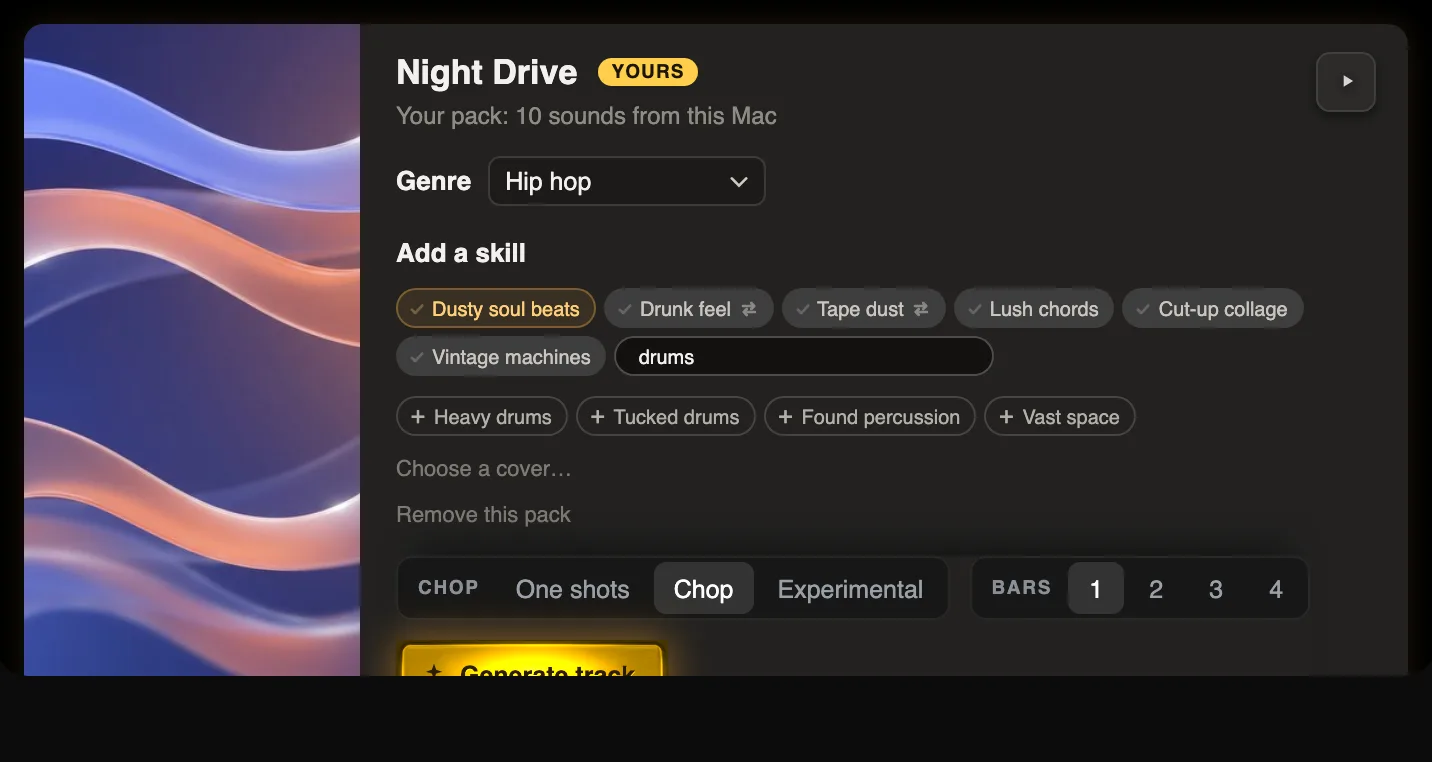 Night Drive YOURS
Your pack: 10 sounds from this Mac
Genre Hip hop
Add a skill
Dusty soul beats Drunk feel Tape dust Lush chords Cut-up collage
Vintage machines drums
+ Heavy drums + Tucked drums + Found percussion + Vast space
Choose a cover…
Remove this pack
CHOP One shots Chop Experimental BARS 1 2 3 4
Generate track